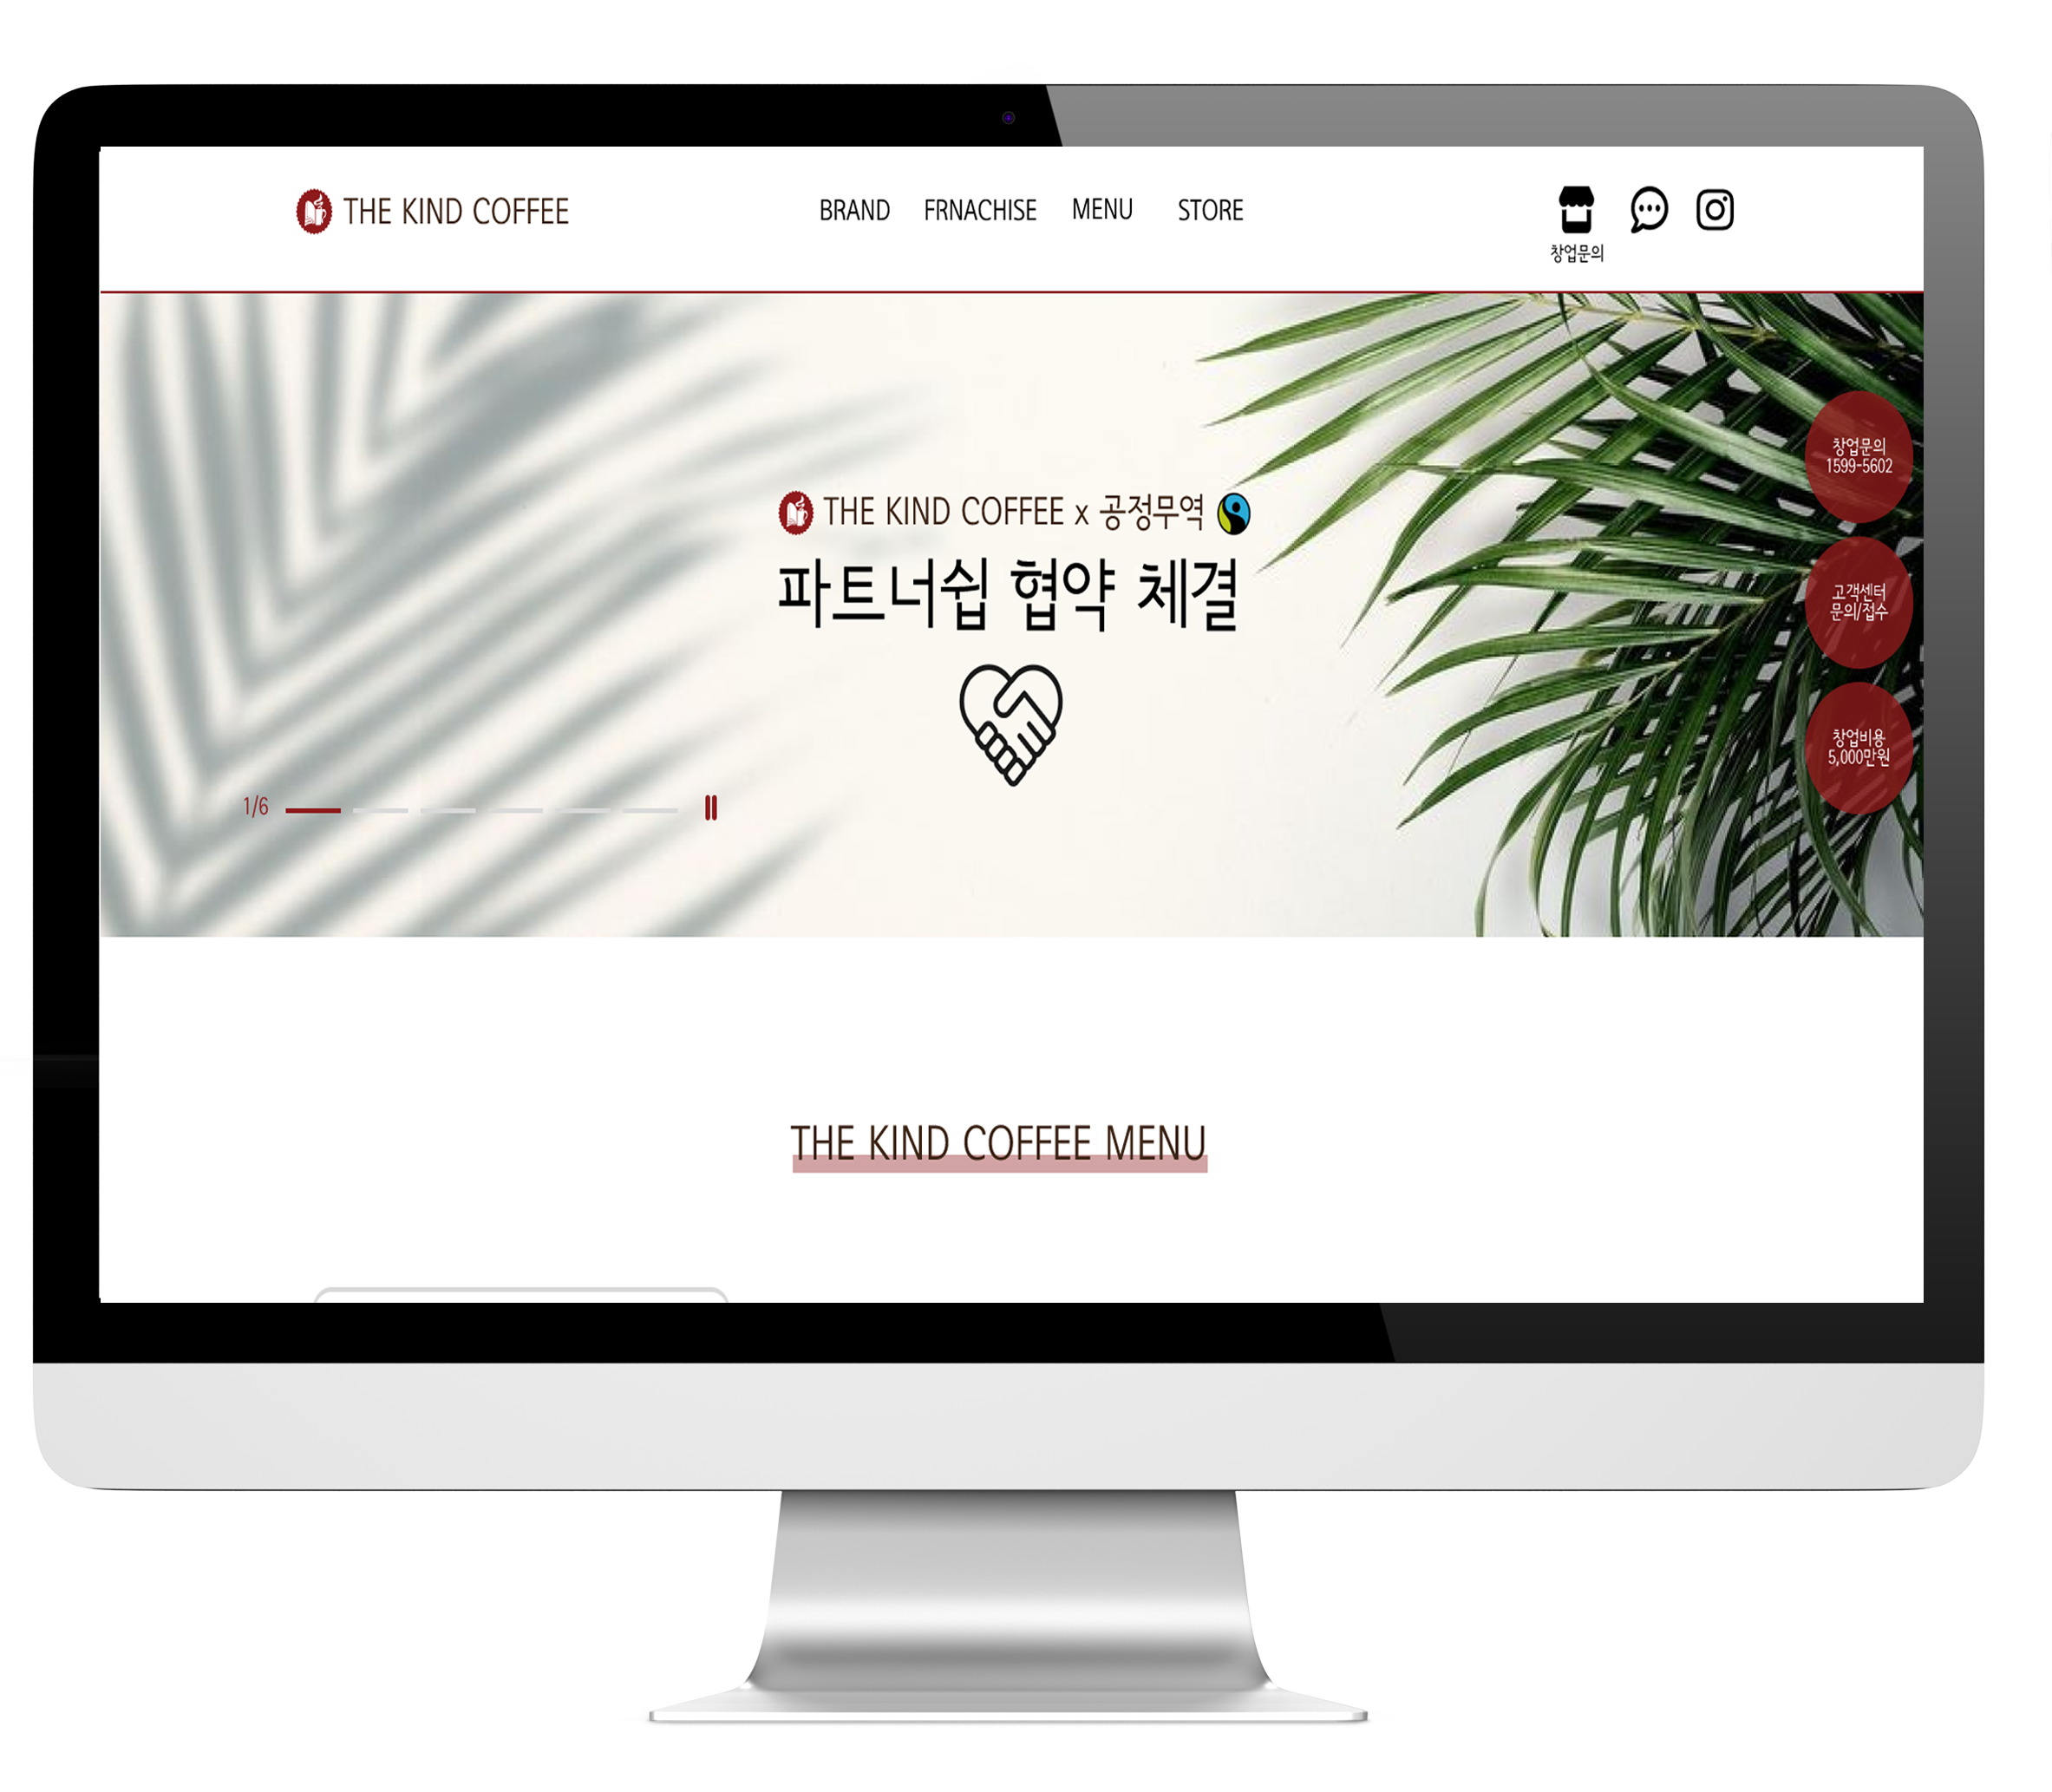 THE KIND COFFEE
BRAND FRNACHISE MENU STORE
창업문의
창업문의
1599-5602
THE KIND COFFEE x 공정무역
파트너쉽 협약 체결
고객센터
문의/접수
창업비용
5,000만원
1/6
THE KIND COFFEE MENU